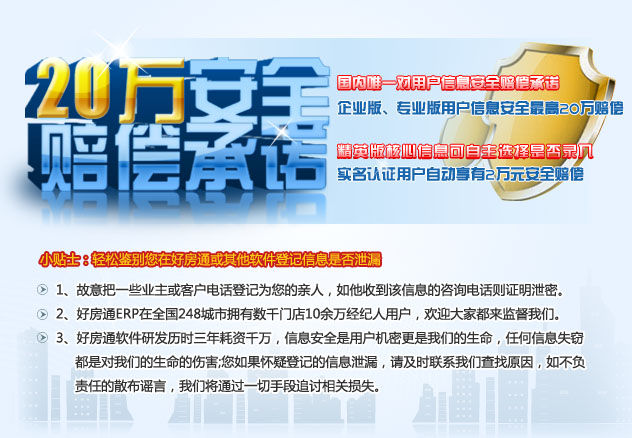 20万安全
赔偿承诺
国内唯一对用户信息安全赔偿承诺
企业版、专业版用户信息安全最高20万赔偿
精英版核心信息可自主选择是否录入
实名认证用户自动享有2万元安全赔偿
小贴士：轻松鉴别您在好房通或其他软件登记信息是否泄漏
1、故意把一些业主或客户电话登记为您的亲人，如他收到该信息的咨询电话则证明泄密。
2、好房通ERP在全国248城市拥有数千门店10余万经纪人用户，欢迎大家都来监督我们。
3、好房通软件研发历时三年耗资千万，信息安全是用户机密更是我们的生命，任何信息失窃
都是对我们的生命的伤害;您如果怀疑登记的信息泄漏，请及时联系我们查找原因，如不负
责任的散布谣言，我们将通过一切手段追讨相关损失。